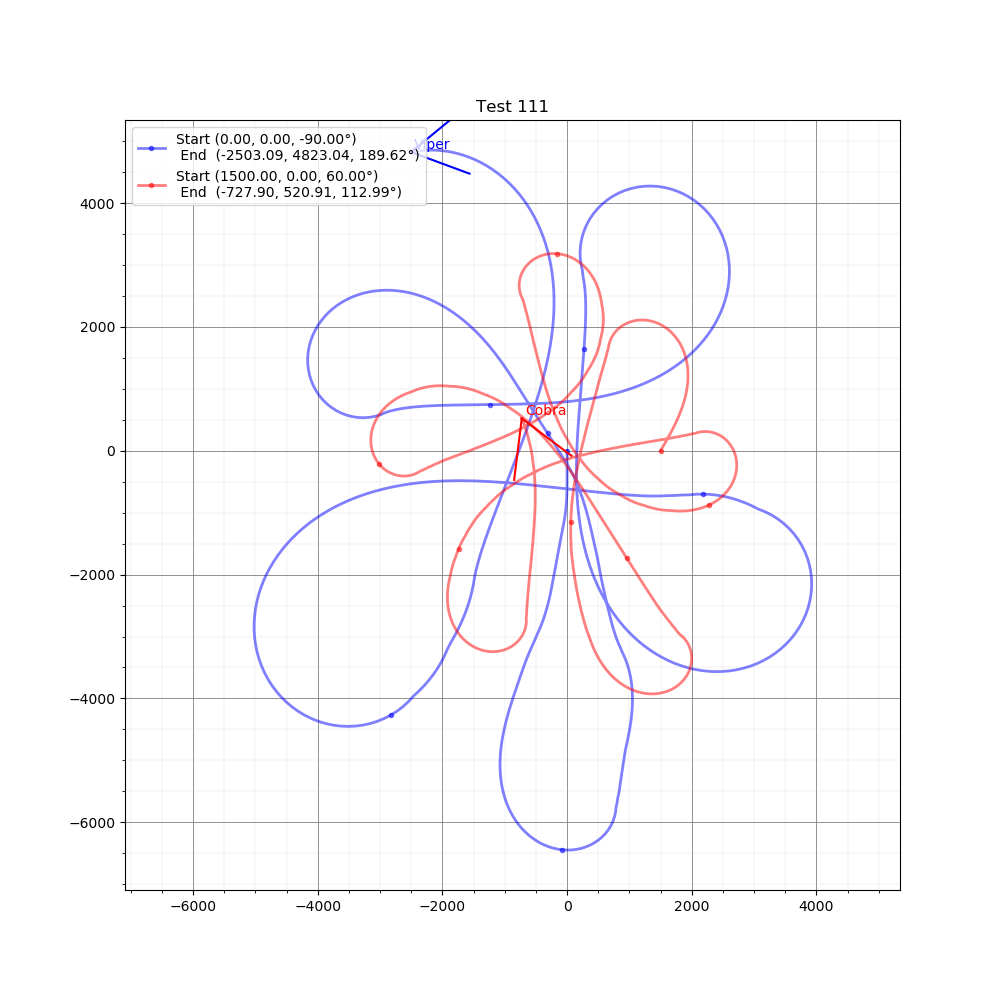 Test 111
Start (0.00, 0.00, -90.00°)
End (-2503.09, 4823.04, 189.62°)
Start (1500.00, 0.00, 60.00°)
End (-727.90, 520.91, 112.99°)
Cobra
4000
2000
0
−2000
−4000
−6000
−6000 −4000 −2000 0 2000 4000